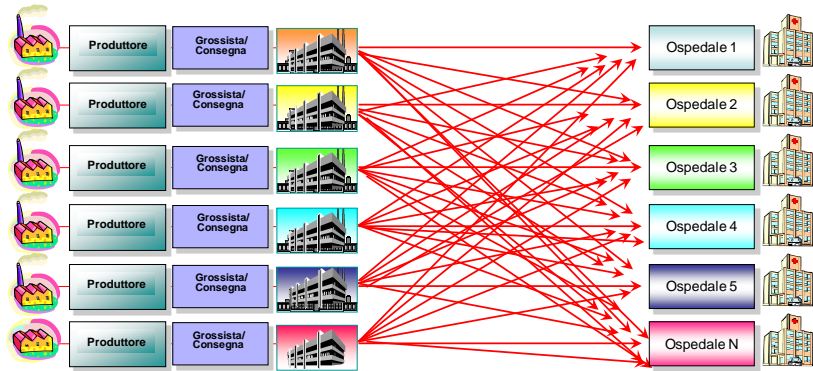 Produttore
Grossista/
Consegna
Ospedale 1
Produttore
Grossista/
Consegna
Ospedale 2
Produttore
Grossista/
Consegna
Ospedale 3
Produttore
Grossista/
Consegna
Ospedale 4
Produttore
Grossista/
Consegna
Ospedale 5
Produttore
Grossista/
Consegna
Ospedale N